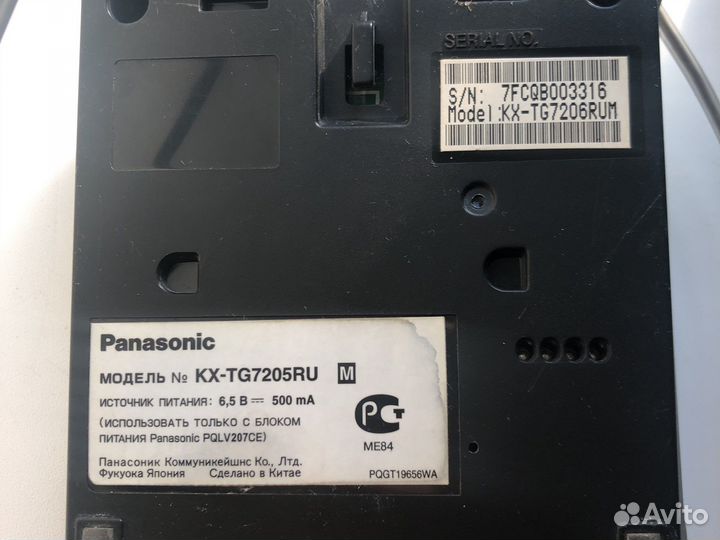 SERIAL NO.
S/N: 7FCQB003316
Model:KX-TG7206RUM
Panasonic
МОДЕЛЬ № KX-TG7205RU M
ИСТОЧНИК ПИТАНИЯ: 6,5 В 500 mA
(ИСПОЛЬЗОВАТЬ ТОЛЬКО С БЛОКОМ
ПИТАНИЯ Panasonic PQLV207CE)
РСТ
ME84
Панасоник Коммуникейшнс Ко., Лтд.
Фукуока Япония Сделано в Китае
PQGT19656WA
Avito